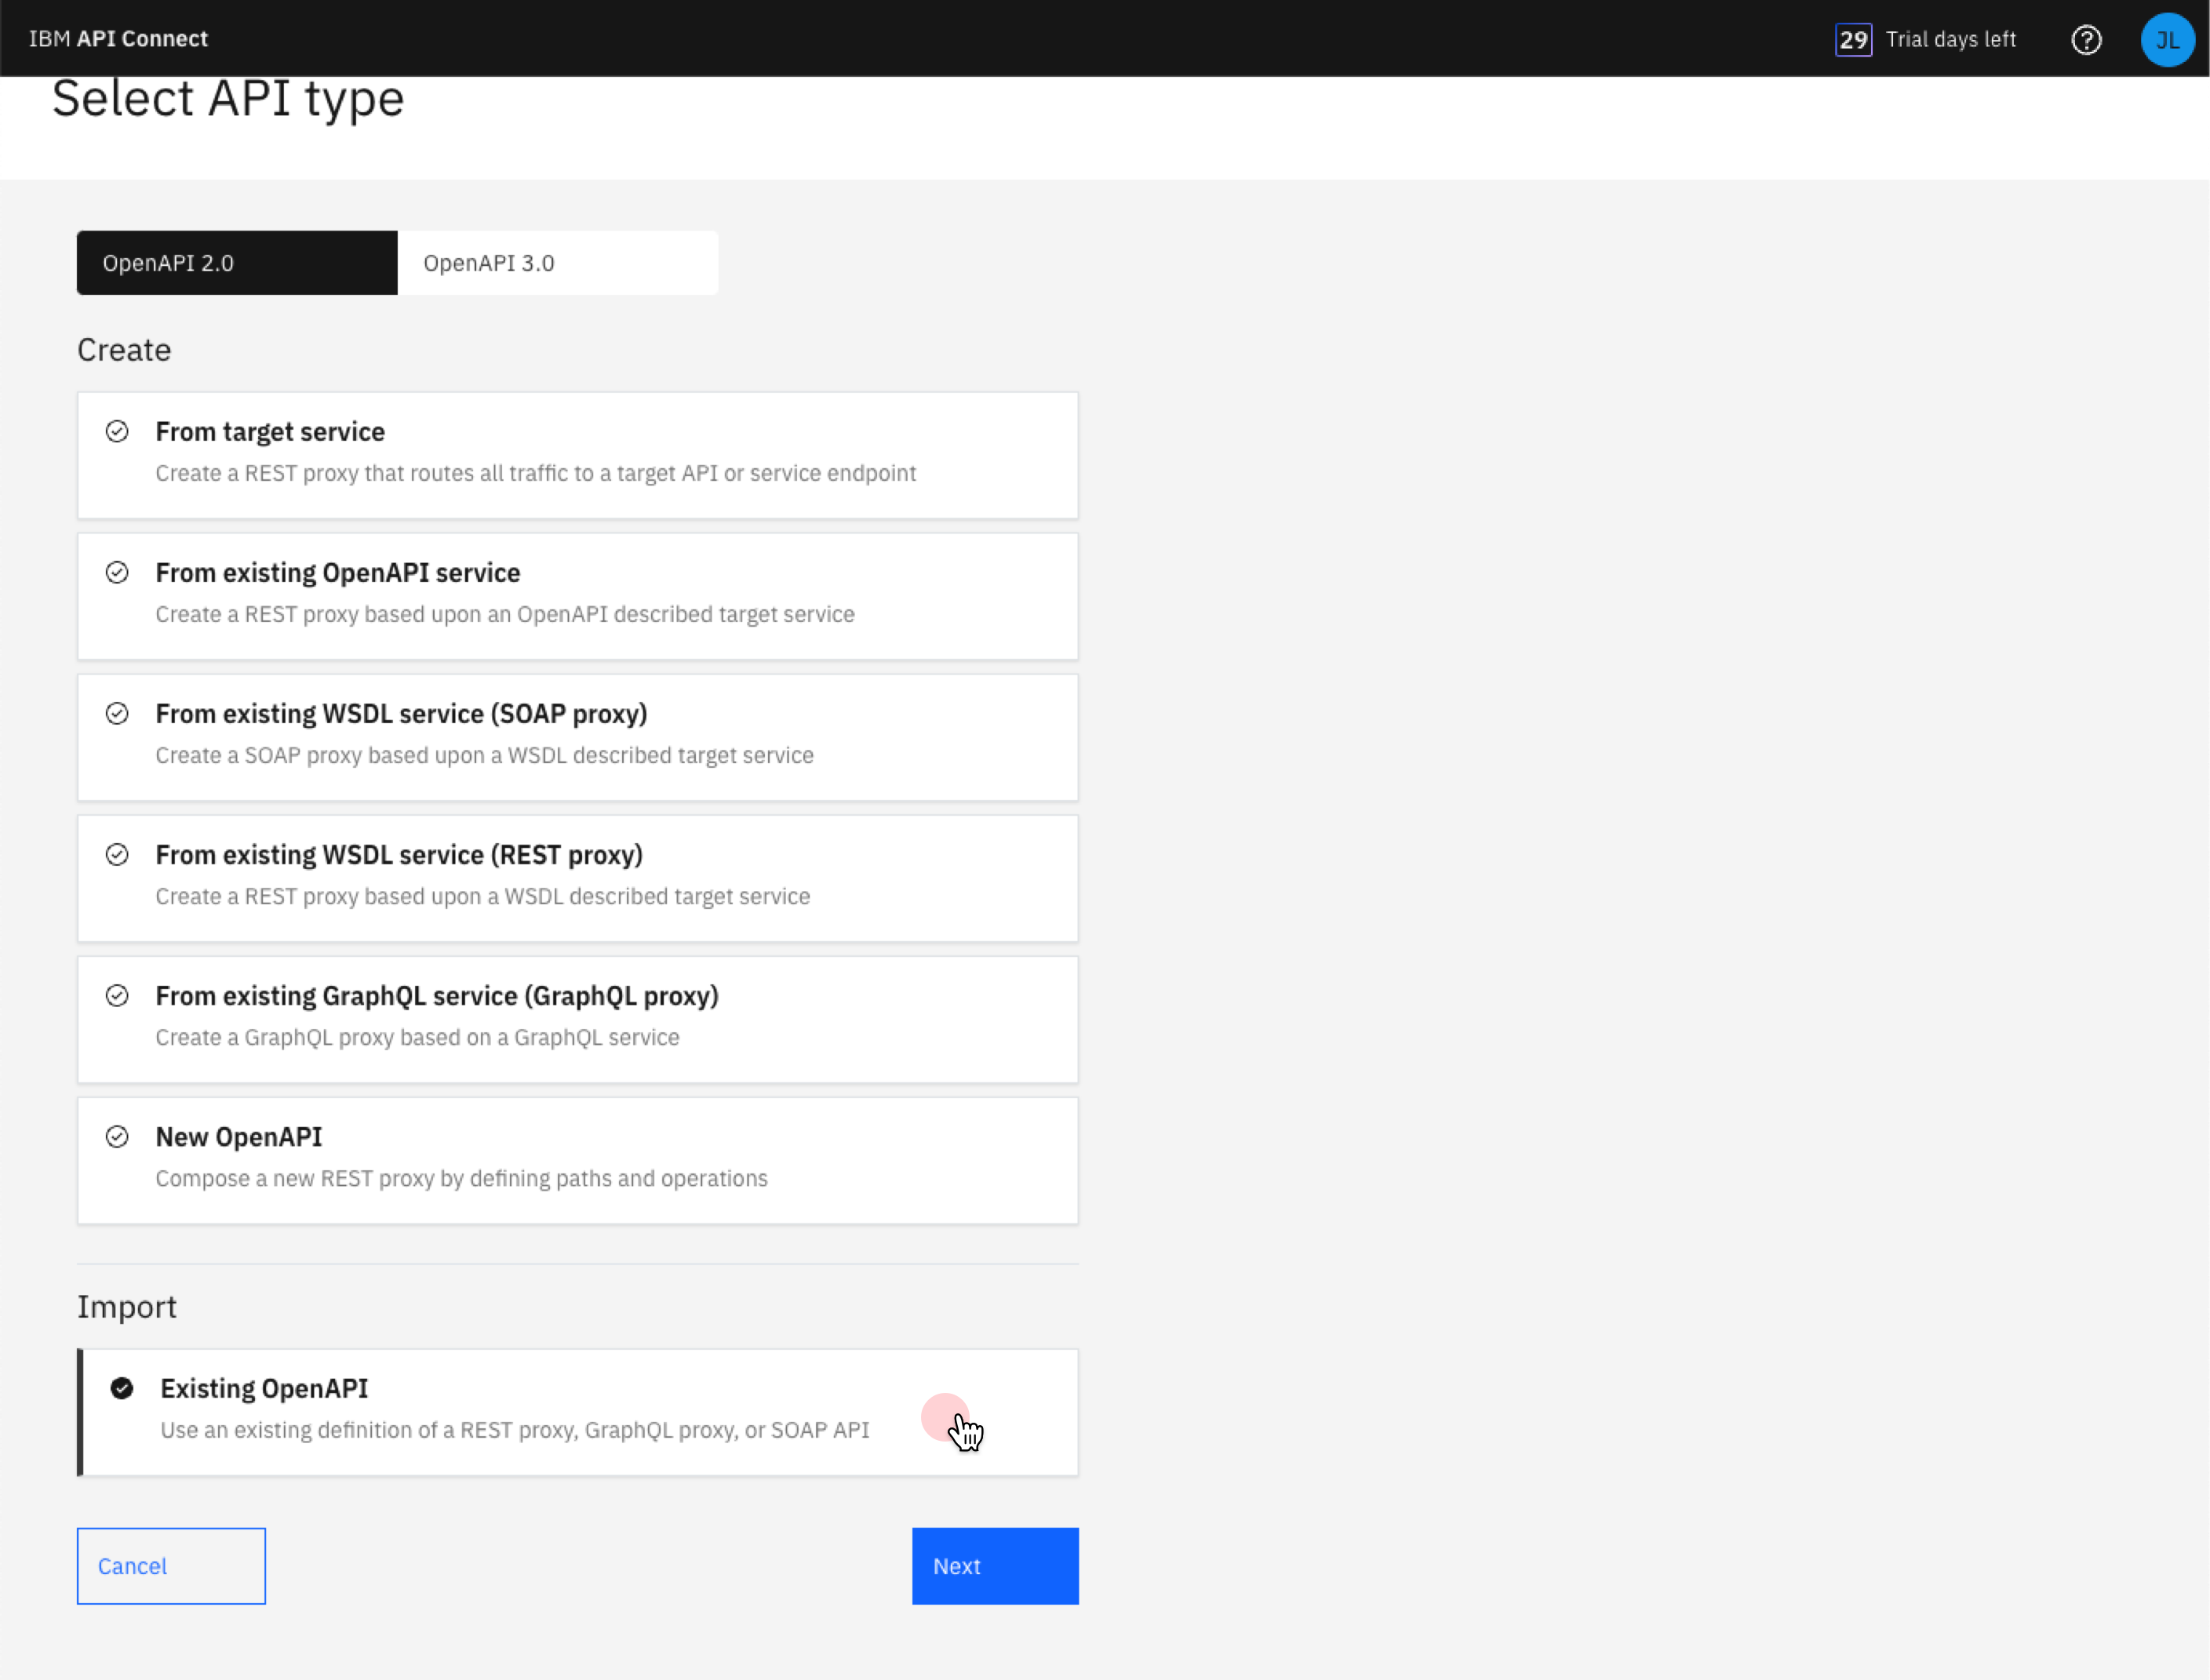 IBM API Connect
29 Trial days left
JL
Select API type
OpenAPI 2.0
OpenAPI 3.0
Create
From target service
Create a REST proxy that routes all traffic to a target API or service endpoint
From existing OpenAPI service
Create a REST proxy based upon an OpenAPI described target service
From existing WSDL service (SOAP proxy)
Create a SOAP proxy based upon a WSDL described target service
From existing WSDL service (REST proxy)
Create a REST proxy based upon a WSDL described target service
From existing GraphQL service (GraphQL proxy)
Create a GraphQL proxy based on a GraphQL service
New OpenAPI
Compose a new REST proxy by defining paths and operations
Import
Existing OpenAPI
Use an existing definition of a REST proxy, GraphQL proxy, or SOAP API
Cancel
Next